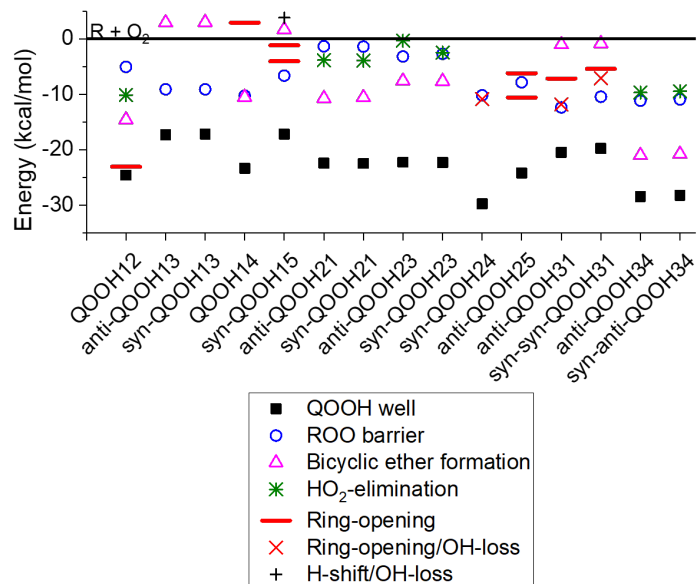 R + O₂
0
-10
-20
-30
Energy (kcal/mol)
QOOH12
anti-QOOH13
syn-QOOH13
QOOH14
syn-QOOH15
anti-QOOH21
syn-QOOH21
anti-QOOH23
syn-QOOH23
syn-QOOH24
anti-QOOH25
anti-QOOH31
syn-syn-QOOH31
anti-QOOH34
syn-anti-QOOH34
QOOH well
ROO barrier
Bicyclic ether formation
HO₂-elimination
Ring-opening
Ring-opening/OH-loss
H-shift/OH-loss